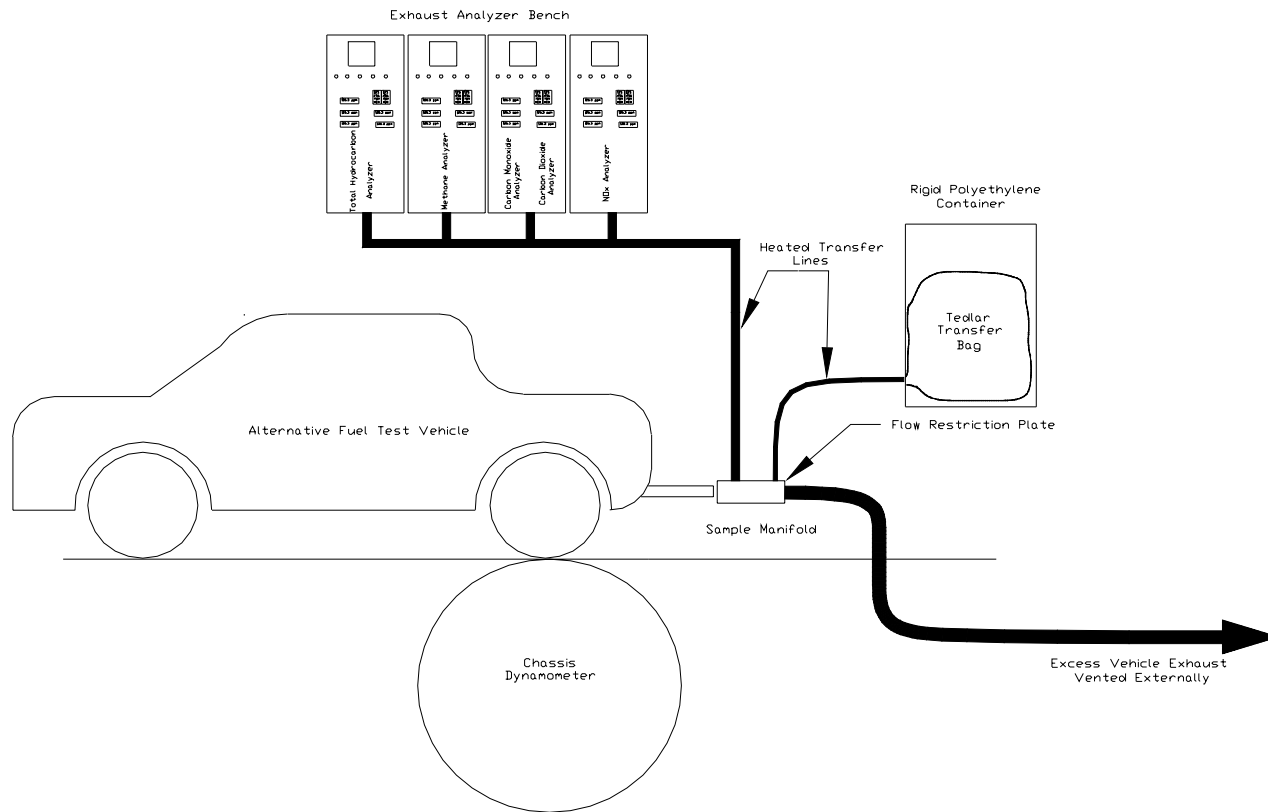 Exhaust Analyzer Bench
Total Hydrocarbon
Analyzer
Methane Analyzer
Carbon Monoxide
Analyzer
Carbon Dioxide
Analyzer
NOx Analyzer
Rigid Polyethylene
Container
Heated Transfer
Lines
Tedlar
Transfer
Bag
Flow Restriction Plate
Alternative Fuel Test Vehicle
Sample Manifold
Chassis
Dynamometer
Excess Vehicle Exhaust
Vented Externally